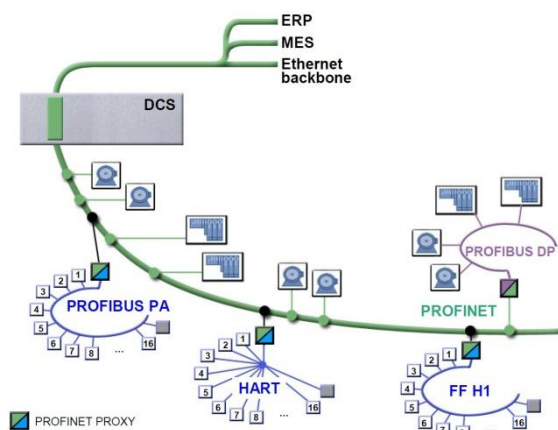 ERP
MES
Ethernet
backbone
DCS
PROFIBUS DP
PROFINET
PROFIBUS PA
1
2
3
4
5
6
7
8
...
16
HART
1
2
3
4
5
6
7
8
...
16
FF H1
1
2
3
4
5
6
7
8
16
PROFINET PROXY